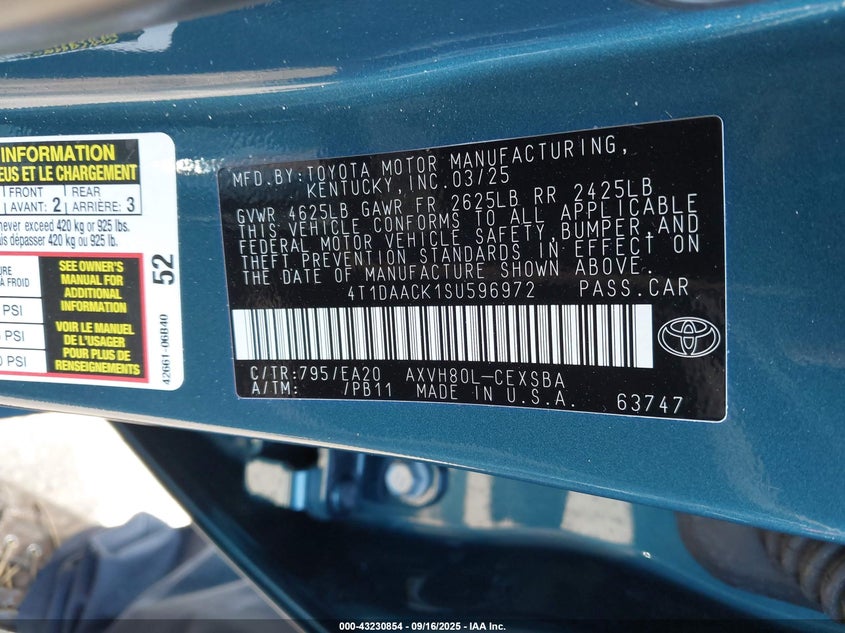 INFORMATION
EUS ET LE CHARGEMENT
FRONT REAR
AVANT: 2 ARRIÈRE: 3
never exceed 420 kg or 925 lbs.
dépasser 420 kg ou 925 lb.
SEE OWNER'S
MANUAL FOR
ADDITIONAL
INFORMATION
VOIR LE MANUEL
DE L'USAGER
POUR PLUS DE
RENSEIGNEMENTS
À FROID
PSI
PSI
0 PSI
52
42661-06B40
MFD.BY:TOYOTA MOTOR MANUFACTURING,
KENTUCKY,INC.03/25
GVWR 4625LB GAWR FR 2625LB RR 2425LB
THIS VEHICLE CONFORMS TO ALL APPLICABLE
FEDERAL MOTOR VEHICLE SAFETY,BUMPER,AND
THEFT PREVENTION STANDARDS IN EFFECT ON
THE DATE OF MANUFACTURE SHOWN ABOVE.
4T1DAACK1SU596972 PASS.CAR
C/TR:795/EA20 AXVH80L-CEXSBA
A/TM: /PB11 MADE IN U.S.A. 63747
000-43230854 - 09/16/2025 - IAA Inc.